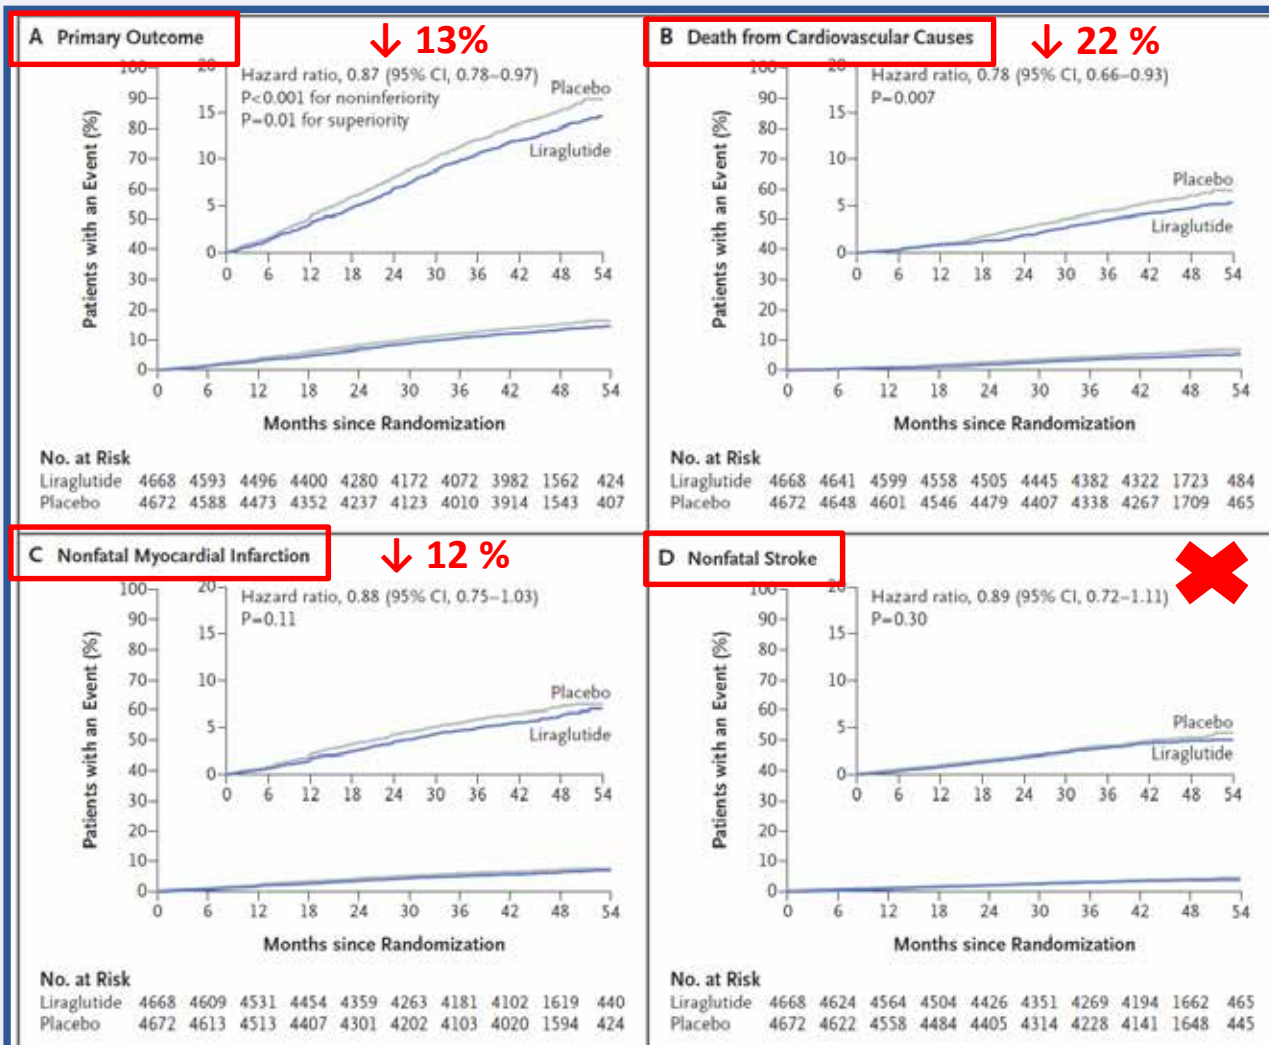 A Primary Outcome
↓ 13%
Hazard ratio, 0.87 (95% CI, 0.78–0.97)
P<0.001 for noninferiority
P=0.01 for superiority
Placebo
Liraglutide
20
15
10
5
0
0 6 12 18 24 30 36 42 48 54
100
90
80
70
60
50
40
30
20
10
0
Patients with an Event (%)
0 6 12 18 24 30 36 42 48 54
Months since Randomization
No. at Risk
Liraglutide 4668 4593 4496 4400 4280 4172 4072 3982 1562 424
Placebo 4672 4588 4473 4352 4237 4123 4010 3914 1543 407
B Death from Cardiovascular Causes
↓ 22 %
Hazard ratio, 0.78 (95% CI, 0.66–0.93)
P=0.007
Placebo
Liraglutide
20
15
10
5
0
0 6 12 18 24 30 36 42 48 54
100
90
80
70
60
50
40
30
20
10
0
Patients with an Event (%)
0 6 12 18 24 30 36 42 48 54
Months since Randomization
No. at Risk
Liraglutide 4668 4641 4599 4558 4505 4445 4382 4322 1723 484
Placebo 4672 4648 4601 4546 4479 4407 4338 4267 1709 465
C Nonfatal Myocardial Infarction
↓ 12 %
Hazard ratio, 0.88 (95% CI, 0.75–1.03)
P=0.11
Placebo
Liraglutide
20
15
10
5
0
0 6 12 18 24 30 36 42 48 54
100
90
80
70
60
50
40
30
20
10
0
Patients with an Event (%)
0 6 12 18 24 30 36 42 48 54
Months since Randomization
No. at Risk
Liraglutide 4668 4609 4531 4454 4359 4263 4181 4102 1619 440
Placebo 4672 4613 4513 4407 4301 4202 4103 4020 1594 424
D Nonfatal Stroke
Hazard ratio, 0.89 (95% CI, 0.72–1.11)
P=0.30
Placebo
Liraglutide
20
15
10
5
0
0 6 12 18 24 30 36 42 48 54
100
90
80
70
60
50
40
30
20
10
0
Patients with an Event (%)
0 6 12 18 24 30 36 42 48 54
Months since Randomization
No. at Risk
Liraglutide 4668 4624 4564 4504 4426 4351 4269 4194 1662 465
Placebo 4672 4622 4558 4484 4405 4314 4228 4141 1648 445